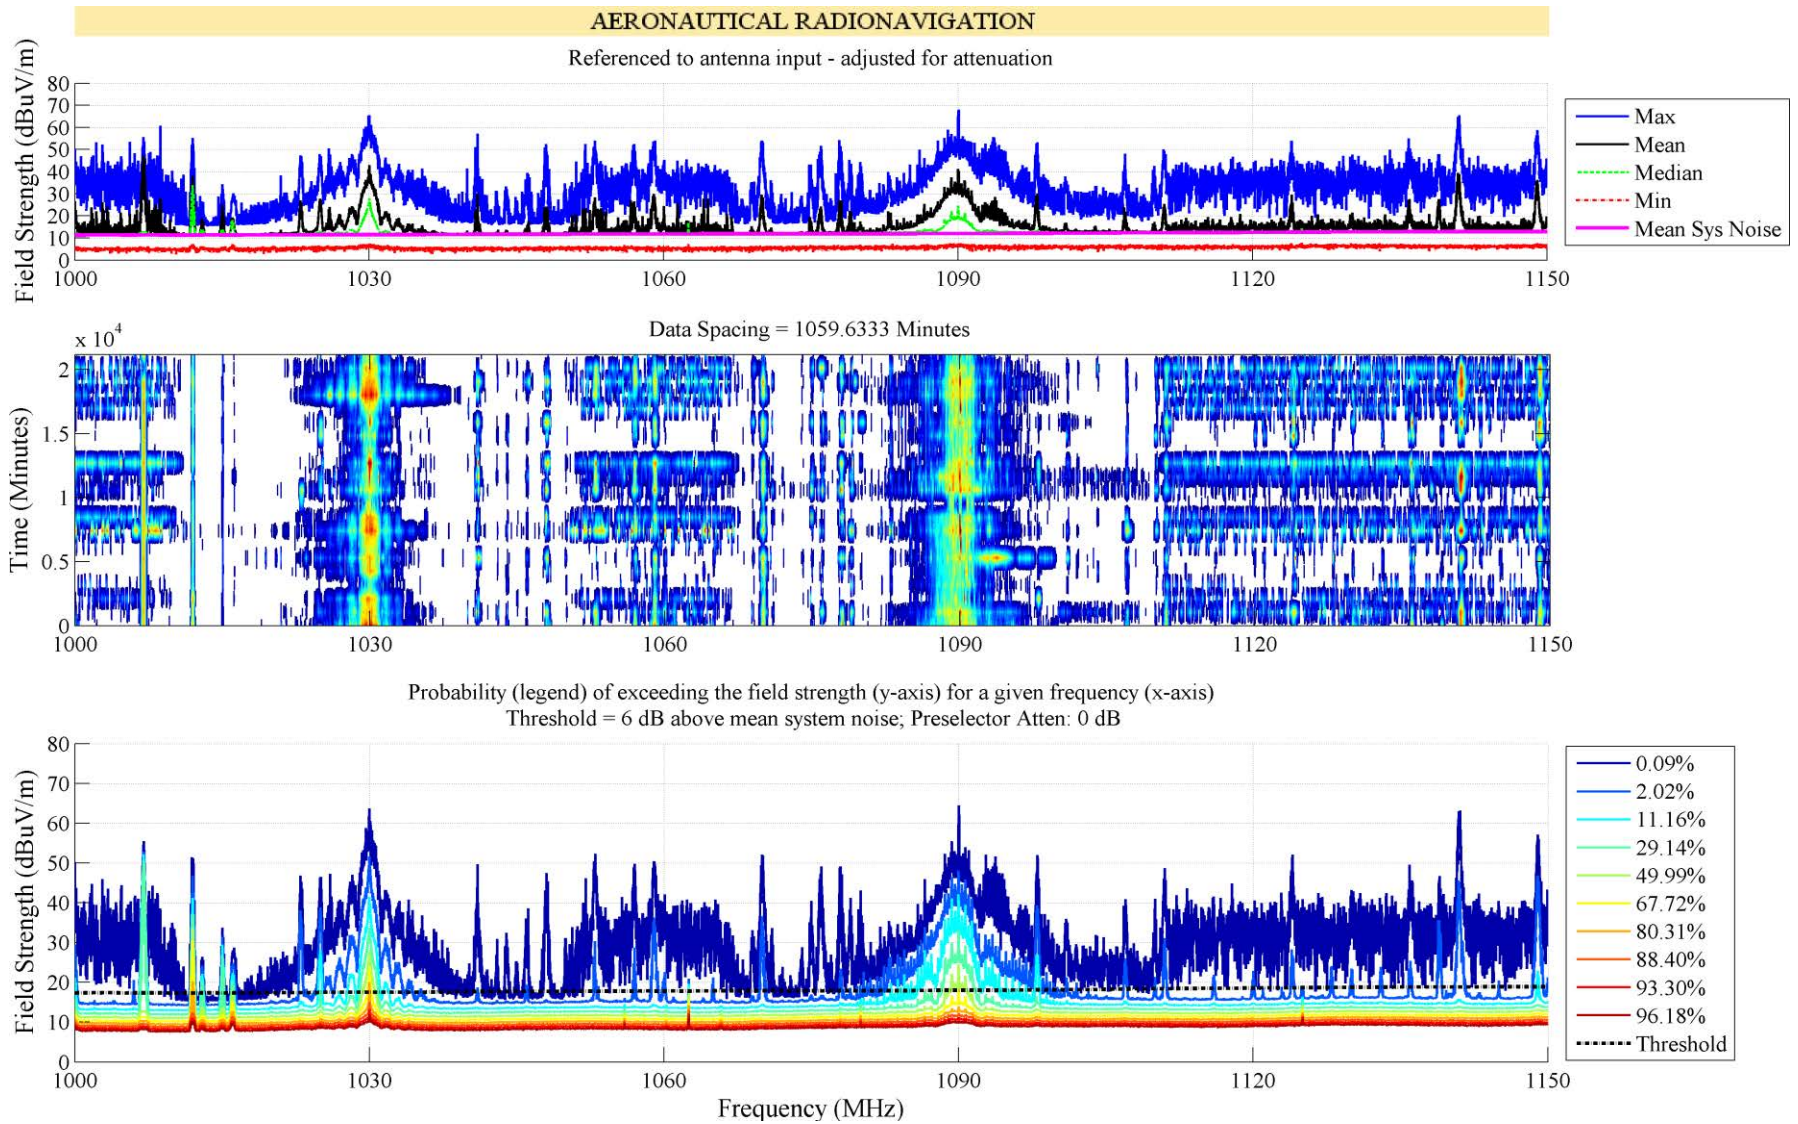 AERONAUTICAL RADIONAVIGATION
Referenced to antenna input - adjusted for attenuation
Field Strength (dBuV/m)
80
70
60
50
40
30
20
10
0
1000 1030 1060 1090 1120 1150
Max
Mean
Median
Min
Mean Sys Noise
Data Spacing = 1059.6333 Minutes
x 10^4
Time (Minutes)
2
1.5
1
0.5
0
1000 1030 1060 1090 1120 1150
Probability (legend) of exceeding the field strength (y-axis) for a given frequency (x-axis)
Threshold = 6 dB above mean system noise; Preselector Atten: 0 dB
Field Strength (dBuV/m)
80
70
60
50
40
30
20
10
0
1000 1030 1060 1090 1120 1150
Frequency (MHz)
0.09%
2.02%
11.16%
29.14%
49.99%
67.72%
80.31%
88.40%
93.30%
96.18%
Threshold